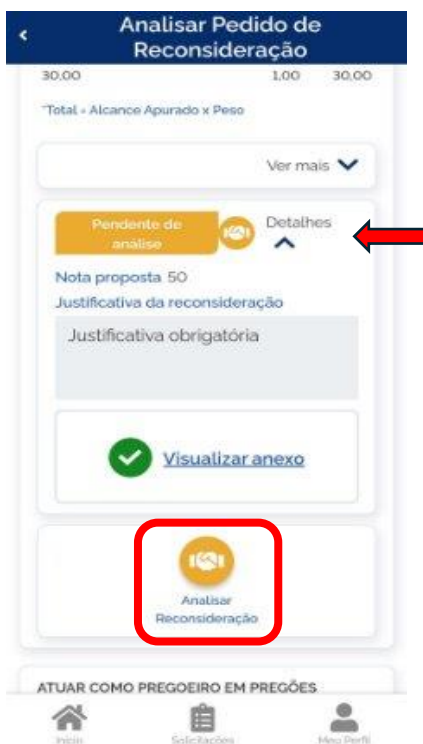 Analisar Pedido de
Reconsideração
30,00 1,00 30,00
*Total = Alcance Apurado x Peso
Ver mais
Pendente de
análise
Detalhes
Nota proposta 50
Justificativa da reconsideração
Justificativa obrigatória
Visualizar anexo
Analisar
Reconsideração
ATUAR COMO PREGOEIRO EM PREGÕES
Início Solicitações Meu Perfil